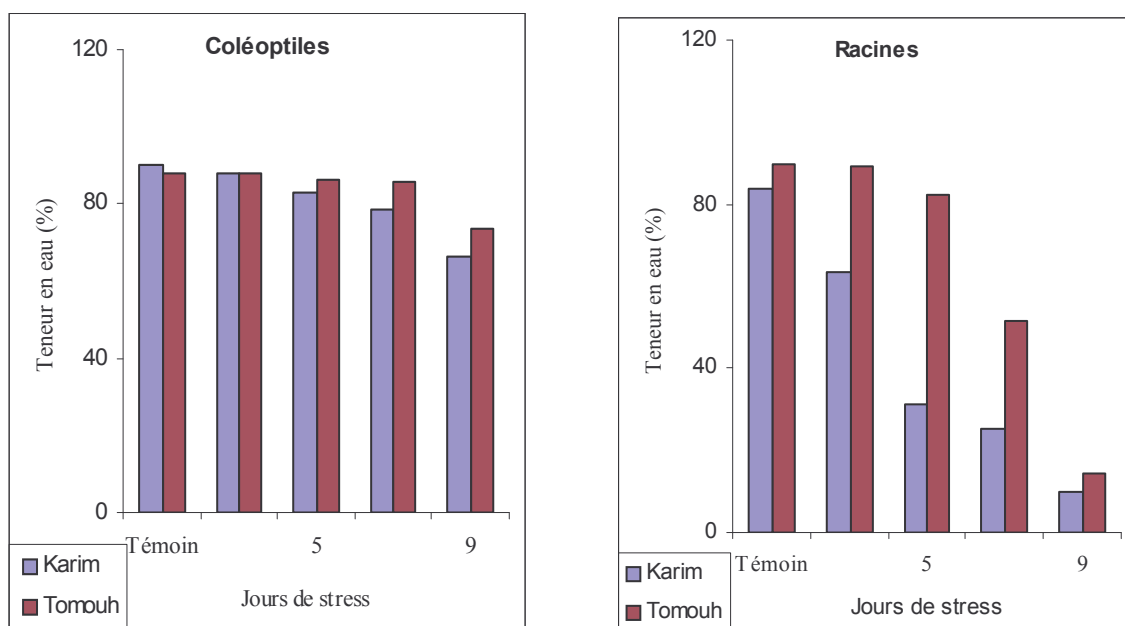 Coléoptiles
120
80
40
0
Teneur en eau (%)
Témoin 5 9
Jours de stress
Karim
Tomouh
Racines
120
80
40
0
Teneur en eau (%)
Témoin 5 9
Jours de stress
Karim
Tomouh